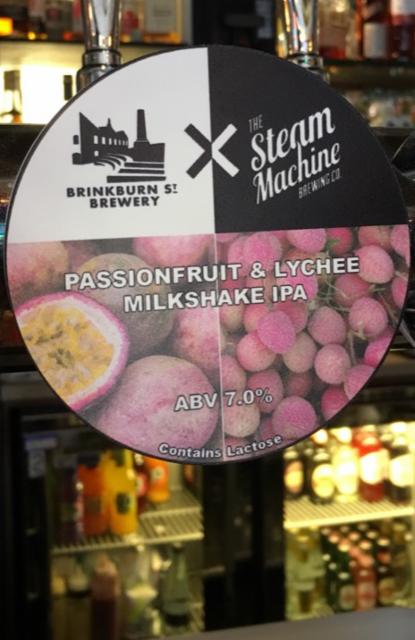 BRINKBURN ST
BREWERY
X
THE
Steam
Machine
BREWING CO.
PASSIONFRUIT & LYCHEE
MILKSHAKE IPA
ABV 7.0%
Contains Lactose